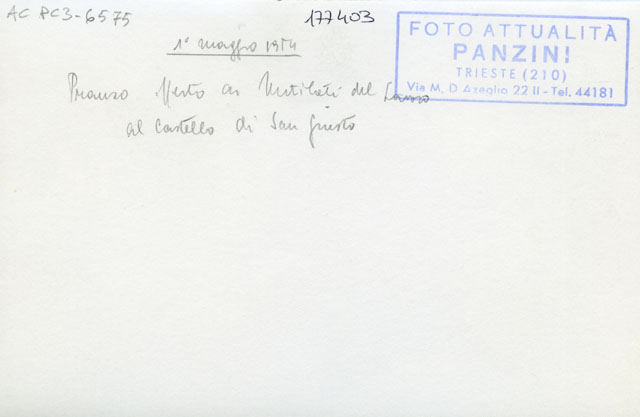 AC PC3-6575
177403
1° maggio 1954
Pranzo offerto ai Mutilati del Lavoro
al Castello di San Giusto
FOTO ATTUALITÀ
PANZINI
TRIESTE (210)
Via M. D'Azeglio 22 II - Tel. 44181